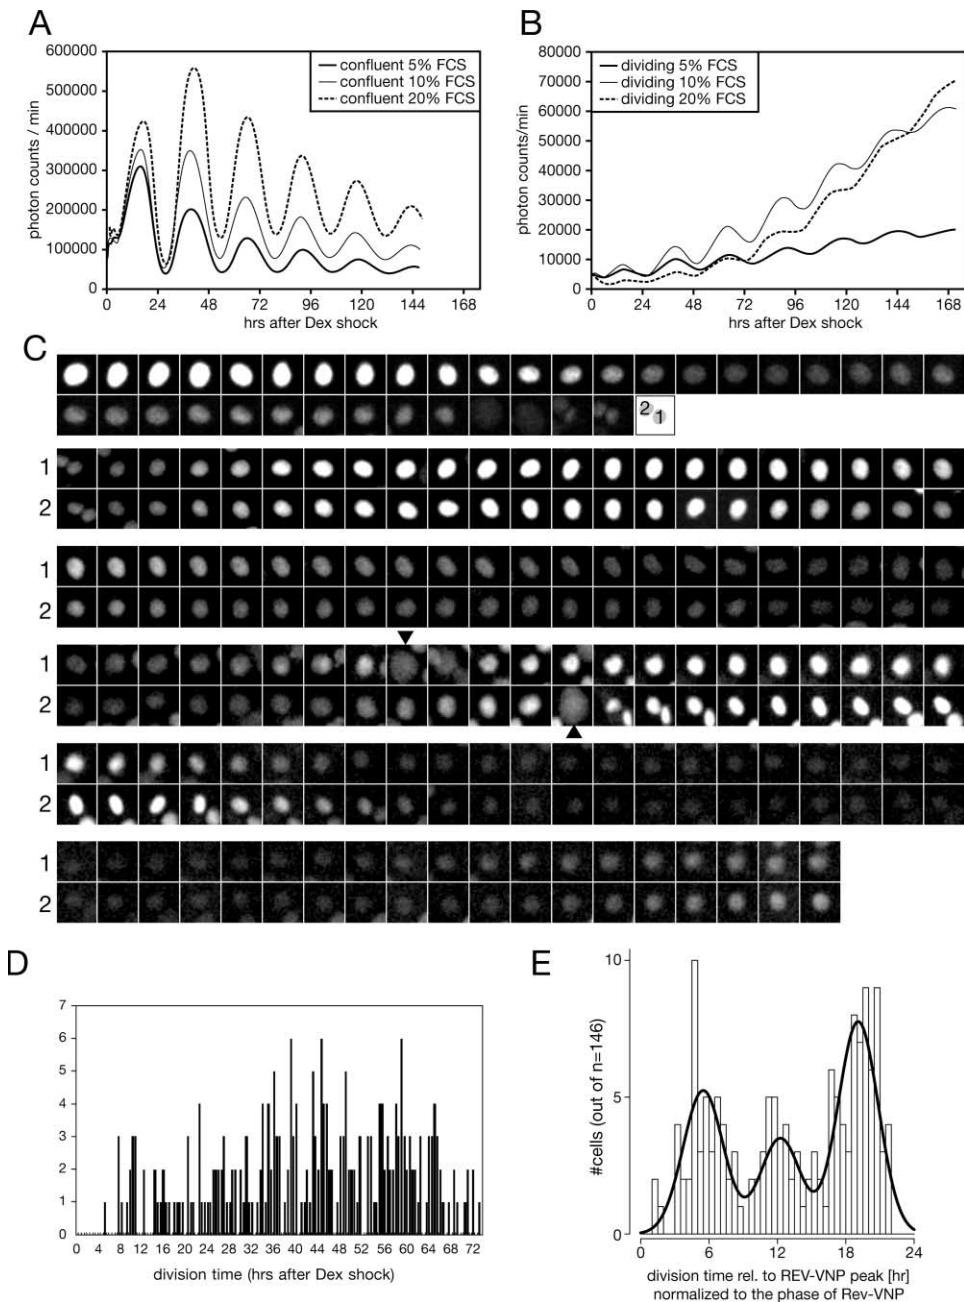 A
600000
500000
400000
300000
200000
100000
0
photon counts / min
confluent 5% FCS
confluent 10% FCS
confluent 20% FCS
0 24 48 72 96 120 144 168
hrs after Dex shock
B
80000
70000
60000
50000
40000
30000
20000
10000
0
photon counts/min
dividing 5% FCS
dividing 10% FCS
dividing 20% FCS
0 24 48 72 96 120 144 168
hrs after Dex shock
C
2
1
1
2
1
2
1
2
1
2
1
2
D
7
6
5
4
3
2
1
0
0 4 8 12 16 20 24 28 32 36 40 44 48 52 56 60 64 68 72
division time (hrs after Dex shock)
E
10
5
0
#cells (out of n=146)
0 6 12 18 24
division time rel. to REV-VNP peak [hr]
normalized to the phase of Rev-VNP